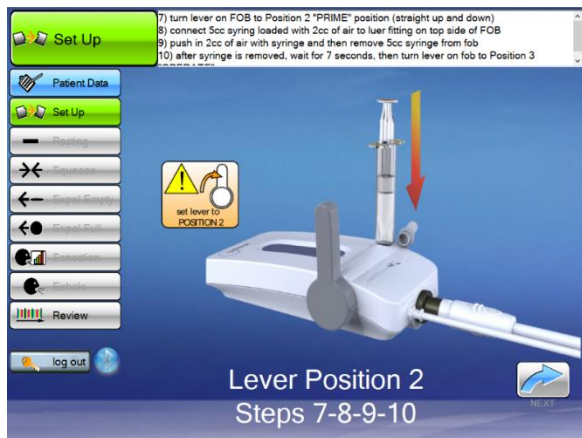 Set Up
7) turn lever on FOB to Position 2 "PRIME" position (straight up and down)
8) connect 5cc syring loaded with 2cc of air to luer fitting on top side of FOB
9) push in 2cc of air with syringe and then remove 5cc syringe from fob
10) after syringe is removed, wait for 7 seconds, then turn lever on fob to Position 3
Patient Data
Set Up
Resting
Squeeze
Expel Empty
Expel Full
Sensation
Review
log out
set lever to
POSITION 2
Lever Position 2
Steps 7-8-9-10
NEXT